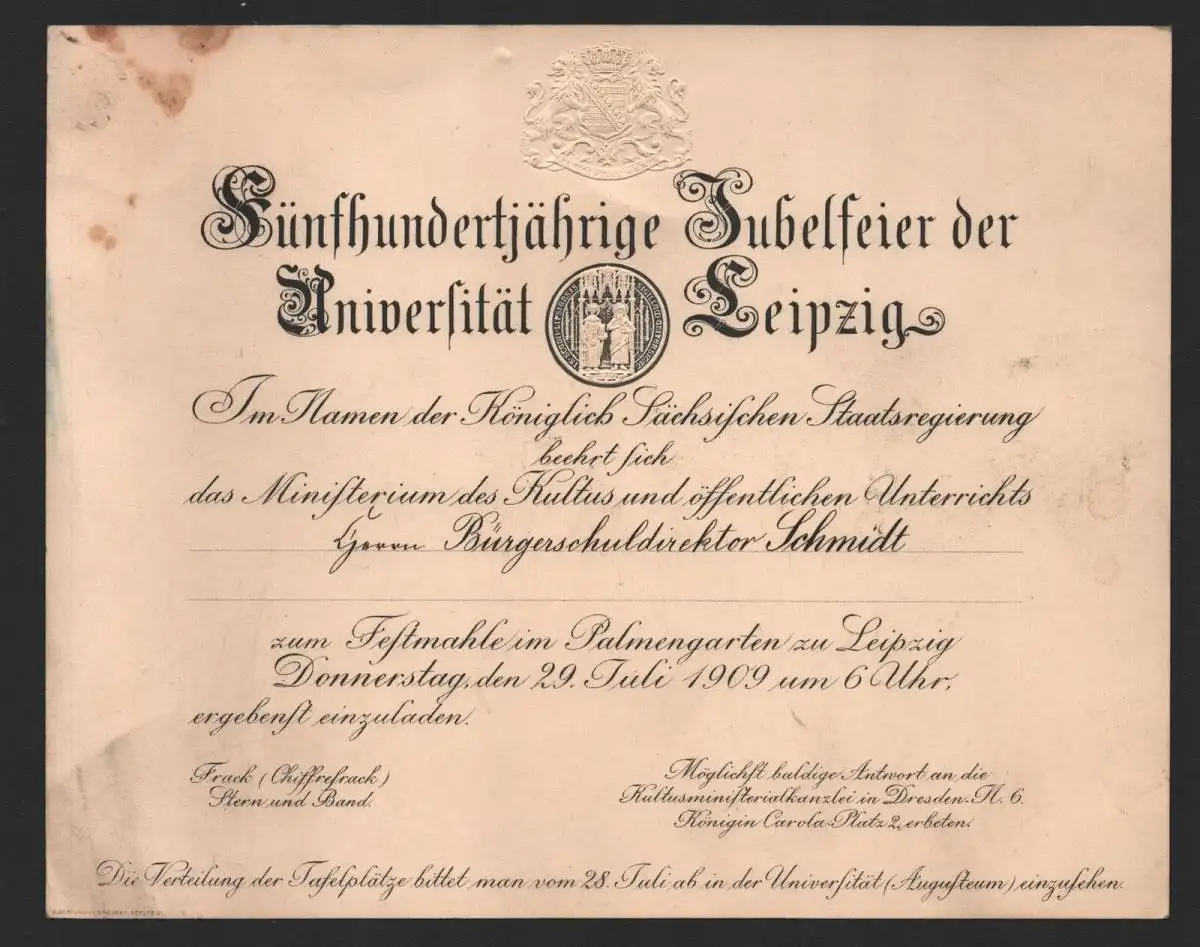 Fünfhundertjährige Jubelfeier der
Universität Leipzig
Im Namen der Königlich Sächsischen Staatsregierung
beehrt sich
das Ministerium des Kultus und öffentlichen Unterrichts
Herrn Bürgerschuldirektor Schmidt
zum Festmahle im Palmengarten zu Leipzig
Donnerstag, den 29. Juli 1909 um 6 Uhr,
ergebenst einzuladen.
Frack (Chiffrefrack)
Stern und Band.
Möglichst baldige Antwort an die
Kultusministerialkanzlei in Dresden-N. 6.
Königin Carola-Platz 2, erbeten.
Die Verteilung der Tafelplätze bittet man vom 28. Juli ab in der Universität (Augusteum) einzusehen.